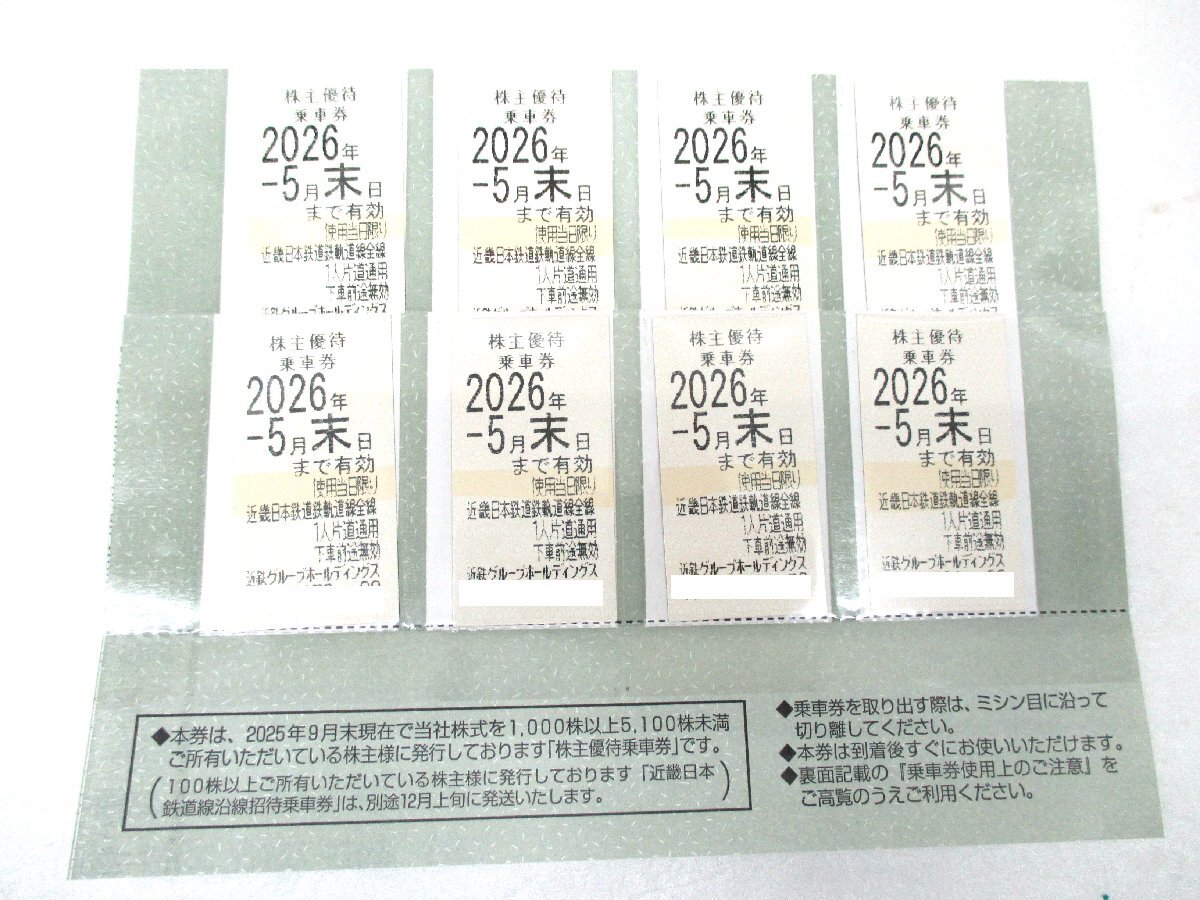 株主優待
乗車券
2026年
-5月末日
まで有効
(使用当日限り)
近畿日本鉄道鉄軌道線全線
1人片道通用
下車前途無効
近鉄グループホールディングス
株主優待
乗車券
2026年
-5月末日
まで有効
(使用当日限り)
近畿日本鉄道鉄軌道線全線
1人片道通用
下車前途無効
近鉄グループホールディングス
株主優待
乗車券
2026年
-5月末日
まで有効
(使用当日限り)
近畿日本鉄道鉄軌道線全線
1人片道通用
下車前途無効
近鉄グループホールディングス
株主優待
乗車券
2026年
-5月末日
まで有効
(使用当日限り)
近畿日本鉄道鉄軌道線全線
1人片道通用
下車前途無効
近鉄グループホールディングス
株主優待
乗車券
2026年
-5月末日
まで有効
(使用当日限り)
近畿日本鉄道鉄軌道線全線
1人片道通用
下車前途無効
近鉄グループホールディングス
株主優待
乗車券
2026年
-5月末日
まで有効
(使用当日限り)
近畿日本鉄道鉄軌道線全線
1人片道通用
下車前途無効
近鉄グループホールディングス
株主優待
乗車券
2026年
-5月末日
まで有効
(使用当日限り)
近畿日本鉄道鉄軌道線全線
1人片道通用
下車前途無効
近鉄グループホールディングス
株主優待
乗車券
2026年
-5月末日
まで有効
(使用当日限り)
近畿日本鉄道鉄軌道線全線
1人片道通用
下車前途無効
近鉄グループホールディングス
◆本券は、2025年9月末現在で当社株式を1,000株以上5,100株未満
ご所有いただいている株主様に発行しております「株主優待乗車券」です。
(100株以上ご所有いただいている株主様に発行しております「近畿日本
鉄道線沿線招待乗車券」は、別途12月上旬に発送いたします。)
◆乗車券を取り出す際は、ミシン目に沿って
切り離してください。
◆本券は到着後すぐにお使いいただけます。
◆裏面記載の『乗車券使用上のご注意』を
ご高覧のうえご利用ください。